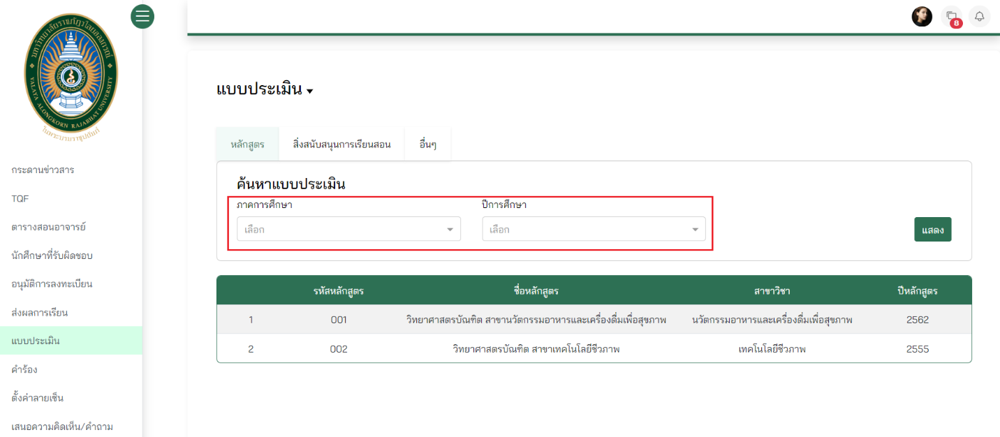 มหาวิทยาลัยราชภัฏวไลยอลงกรณ์
VALAYA ALONGKORN RAJABHAT UNIVERSITY
ในพระบรมราชูปถัมภ์
8
กระดานข่าวสาร
TQF
ตารางสอนอาจารย์
นักศึกษาที่รับผิดชอบ
อนุมัติการลงทะเบียน
ส่งผลการเรียน
แบบประเมิน
คำร้อง
ตั้งค่าลายเซ็น
เสนอความคิดเห็น/คำถาม
แบบประเมิน
หลักสูตร สิ่งสนับสนุนการเรียนสอน อื่นๆ
ค้นหาแบบประเมิน
ภาคการศึกษา ปีการศึกษา
เลือก เลือก แสดง
รหัสหลักสูตร ชื่อหลักสูตร สาขาวิชา ปีหลักสูตร
1 001 วิทยาศาสตรบัณฑิต สาขานวัตกรรมอาหารและเครื่องดื่มเพื่อสุขภาพ นวัตกรรมอาหารและเครื่องดื่มเพื่อสุขภาพ 2562
2 002 วิทยาศาสตรบัณฑิต สาขาเทคโนโลยีชีวภาพ เทคโนโลยีชีวภาพ 2555